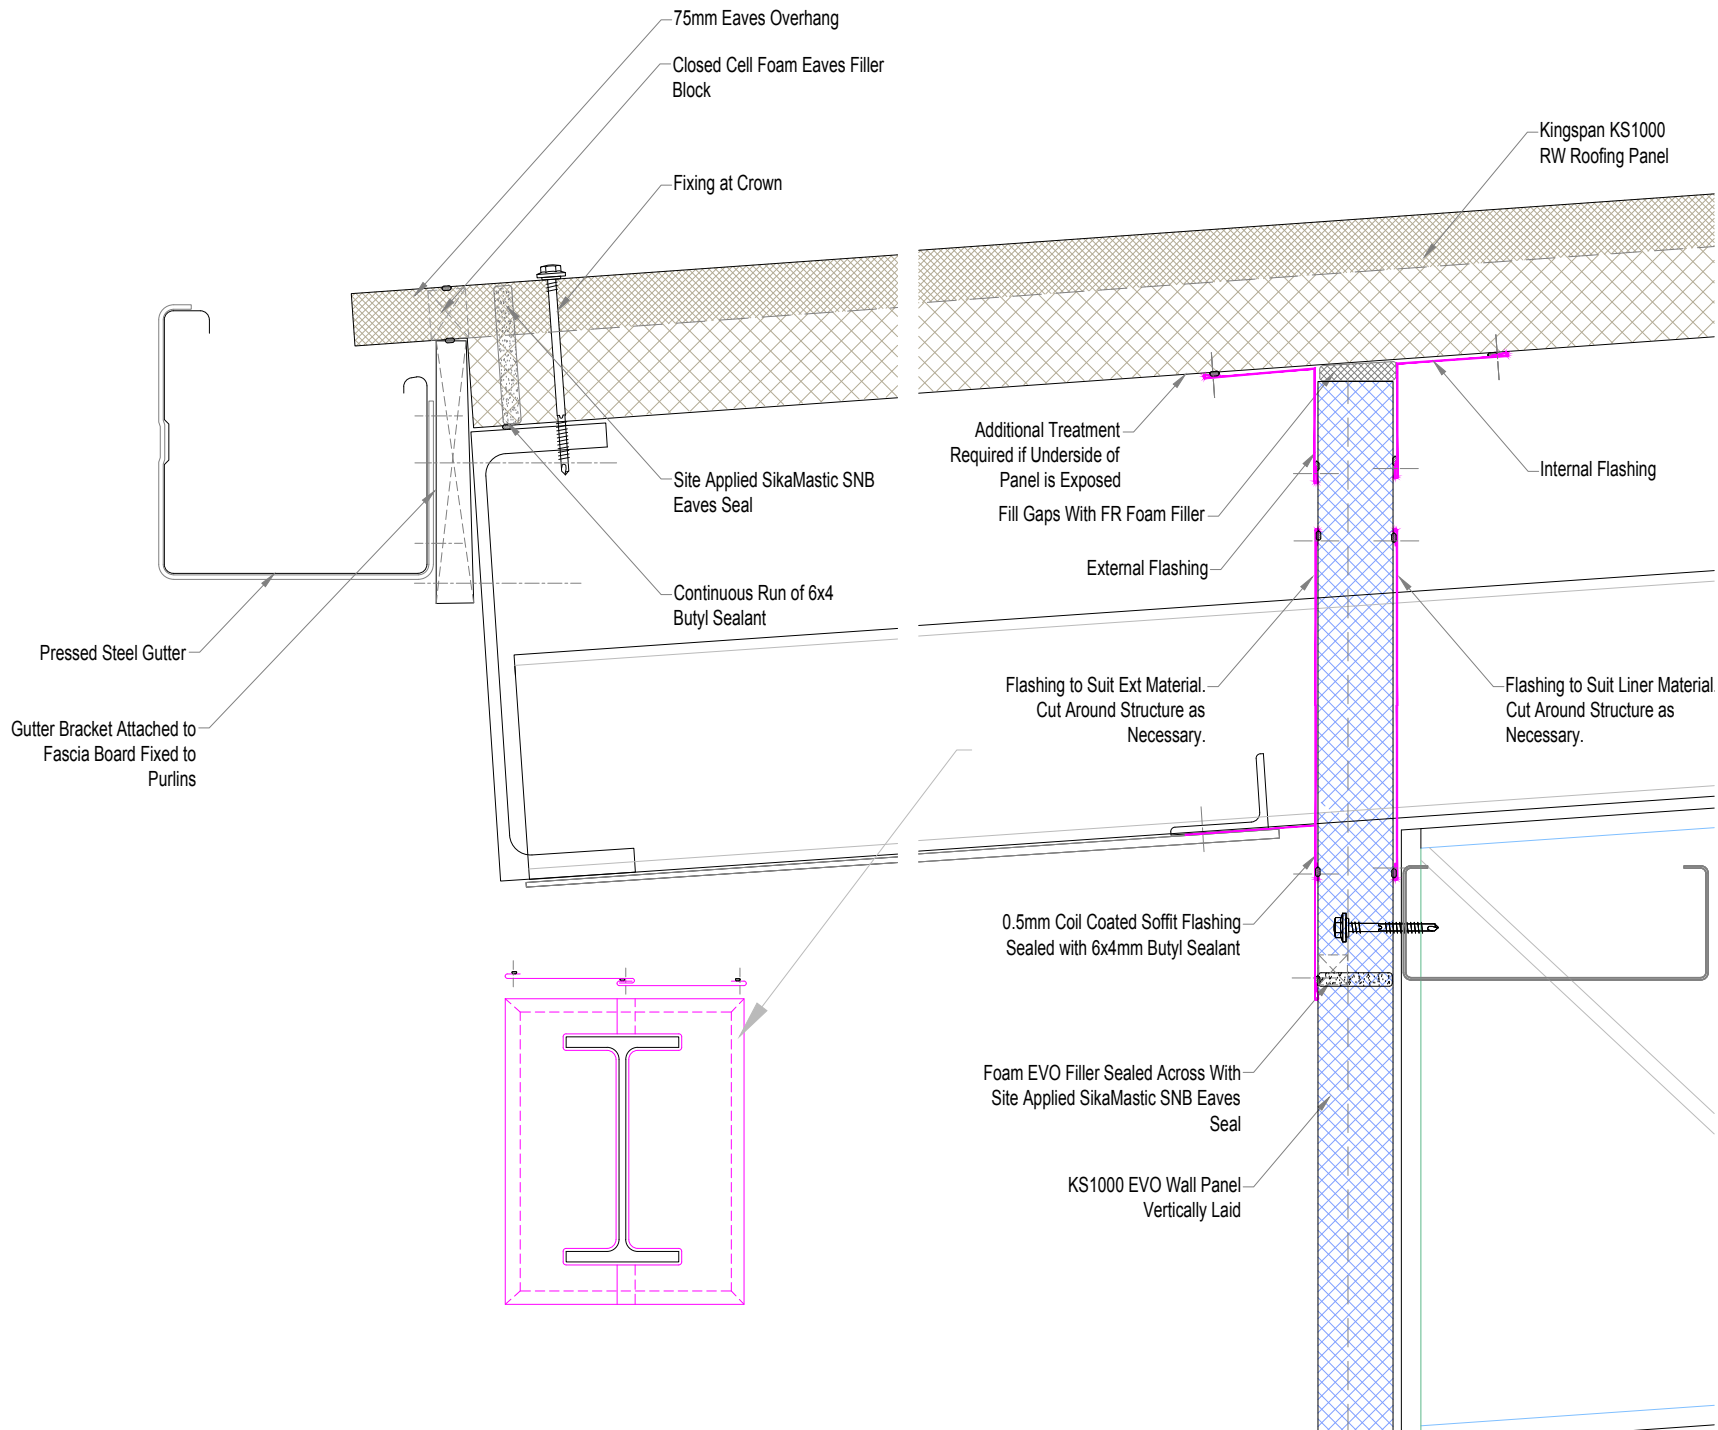 75mm Eaves Overhang
Closed Cell Foam Eaves Filler
Block
Kingspan KS1000
RW Roofing Panel
Fixing at Crown
Additional Treatment
Required if Underside of
Panel is Exposed
Internal Flashing
Site Applied SikaMastic SNB
Eaves Seal
Fill Gaps With FR Foam Filler
External Flashing
Continuous Run of 6x4
Butyl Sealant
Pressed Steel Gutter
Flashing to Suit Ext Material.
Cut Around Structure as
Necessary.
Flashing to Suit Liner Material.
Cut Around Structure as
Necessary.
Gutter Bracket Attached to
Fascia Board Fixed to
Purlins
0.5mm Coil Coated Soffit Flashing
Sealed with 6x4mm Butyl Sealant
Foam EVO Filler Sealed Across With
Site Applied SikaMastic SNB Eaves
Seal
KS1000 EVO Wall Panel
Vertically Laid